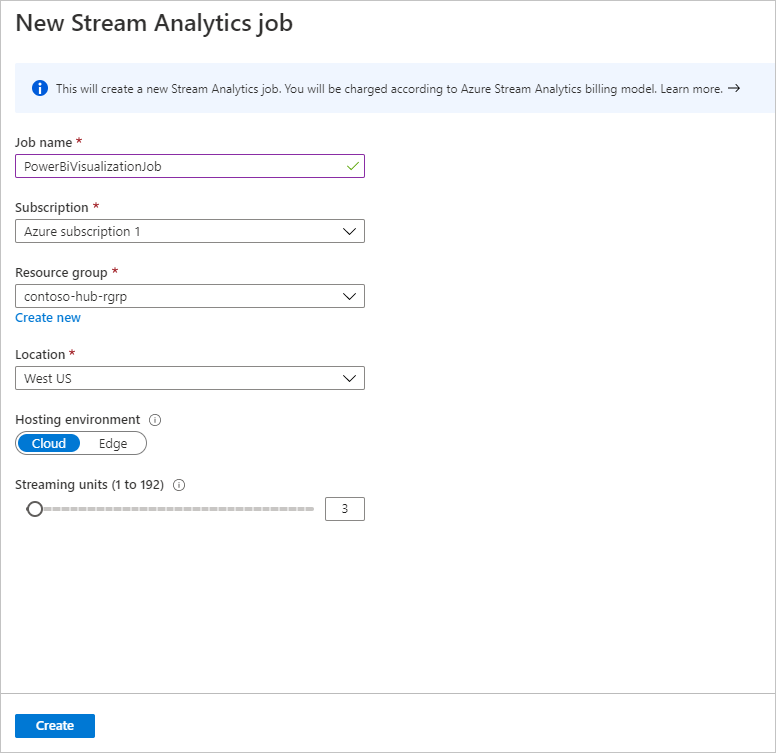 New Stream Analytics job
This will create a new Stream Analytics job. You will be charged according to Azure Stream Analytics billing model. Learn more. →
Job name *
PowerBiVisualizationJob
Subscription *
Azure subscription 1
Resource group *
contoso-hub-rgrp
Create new
Location *
West US
Hosting environment
Cloud Edge
Streaming units (1 to 192)
3
Create